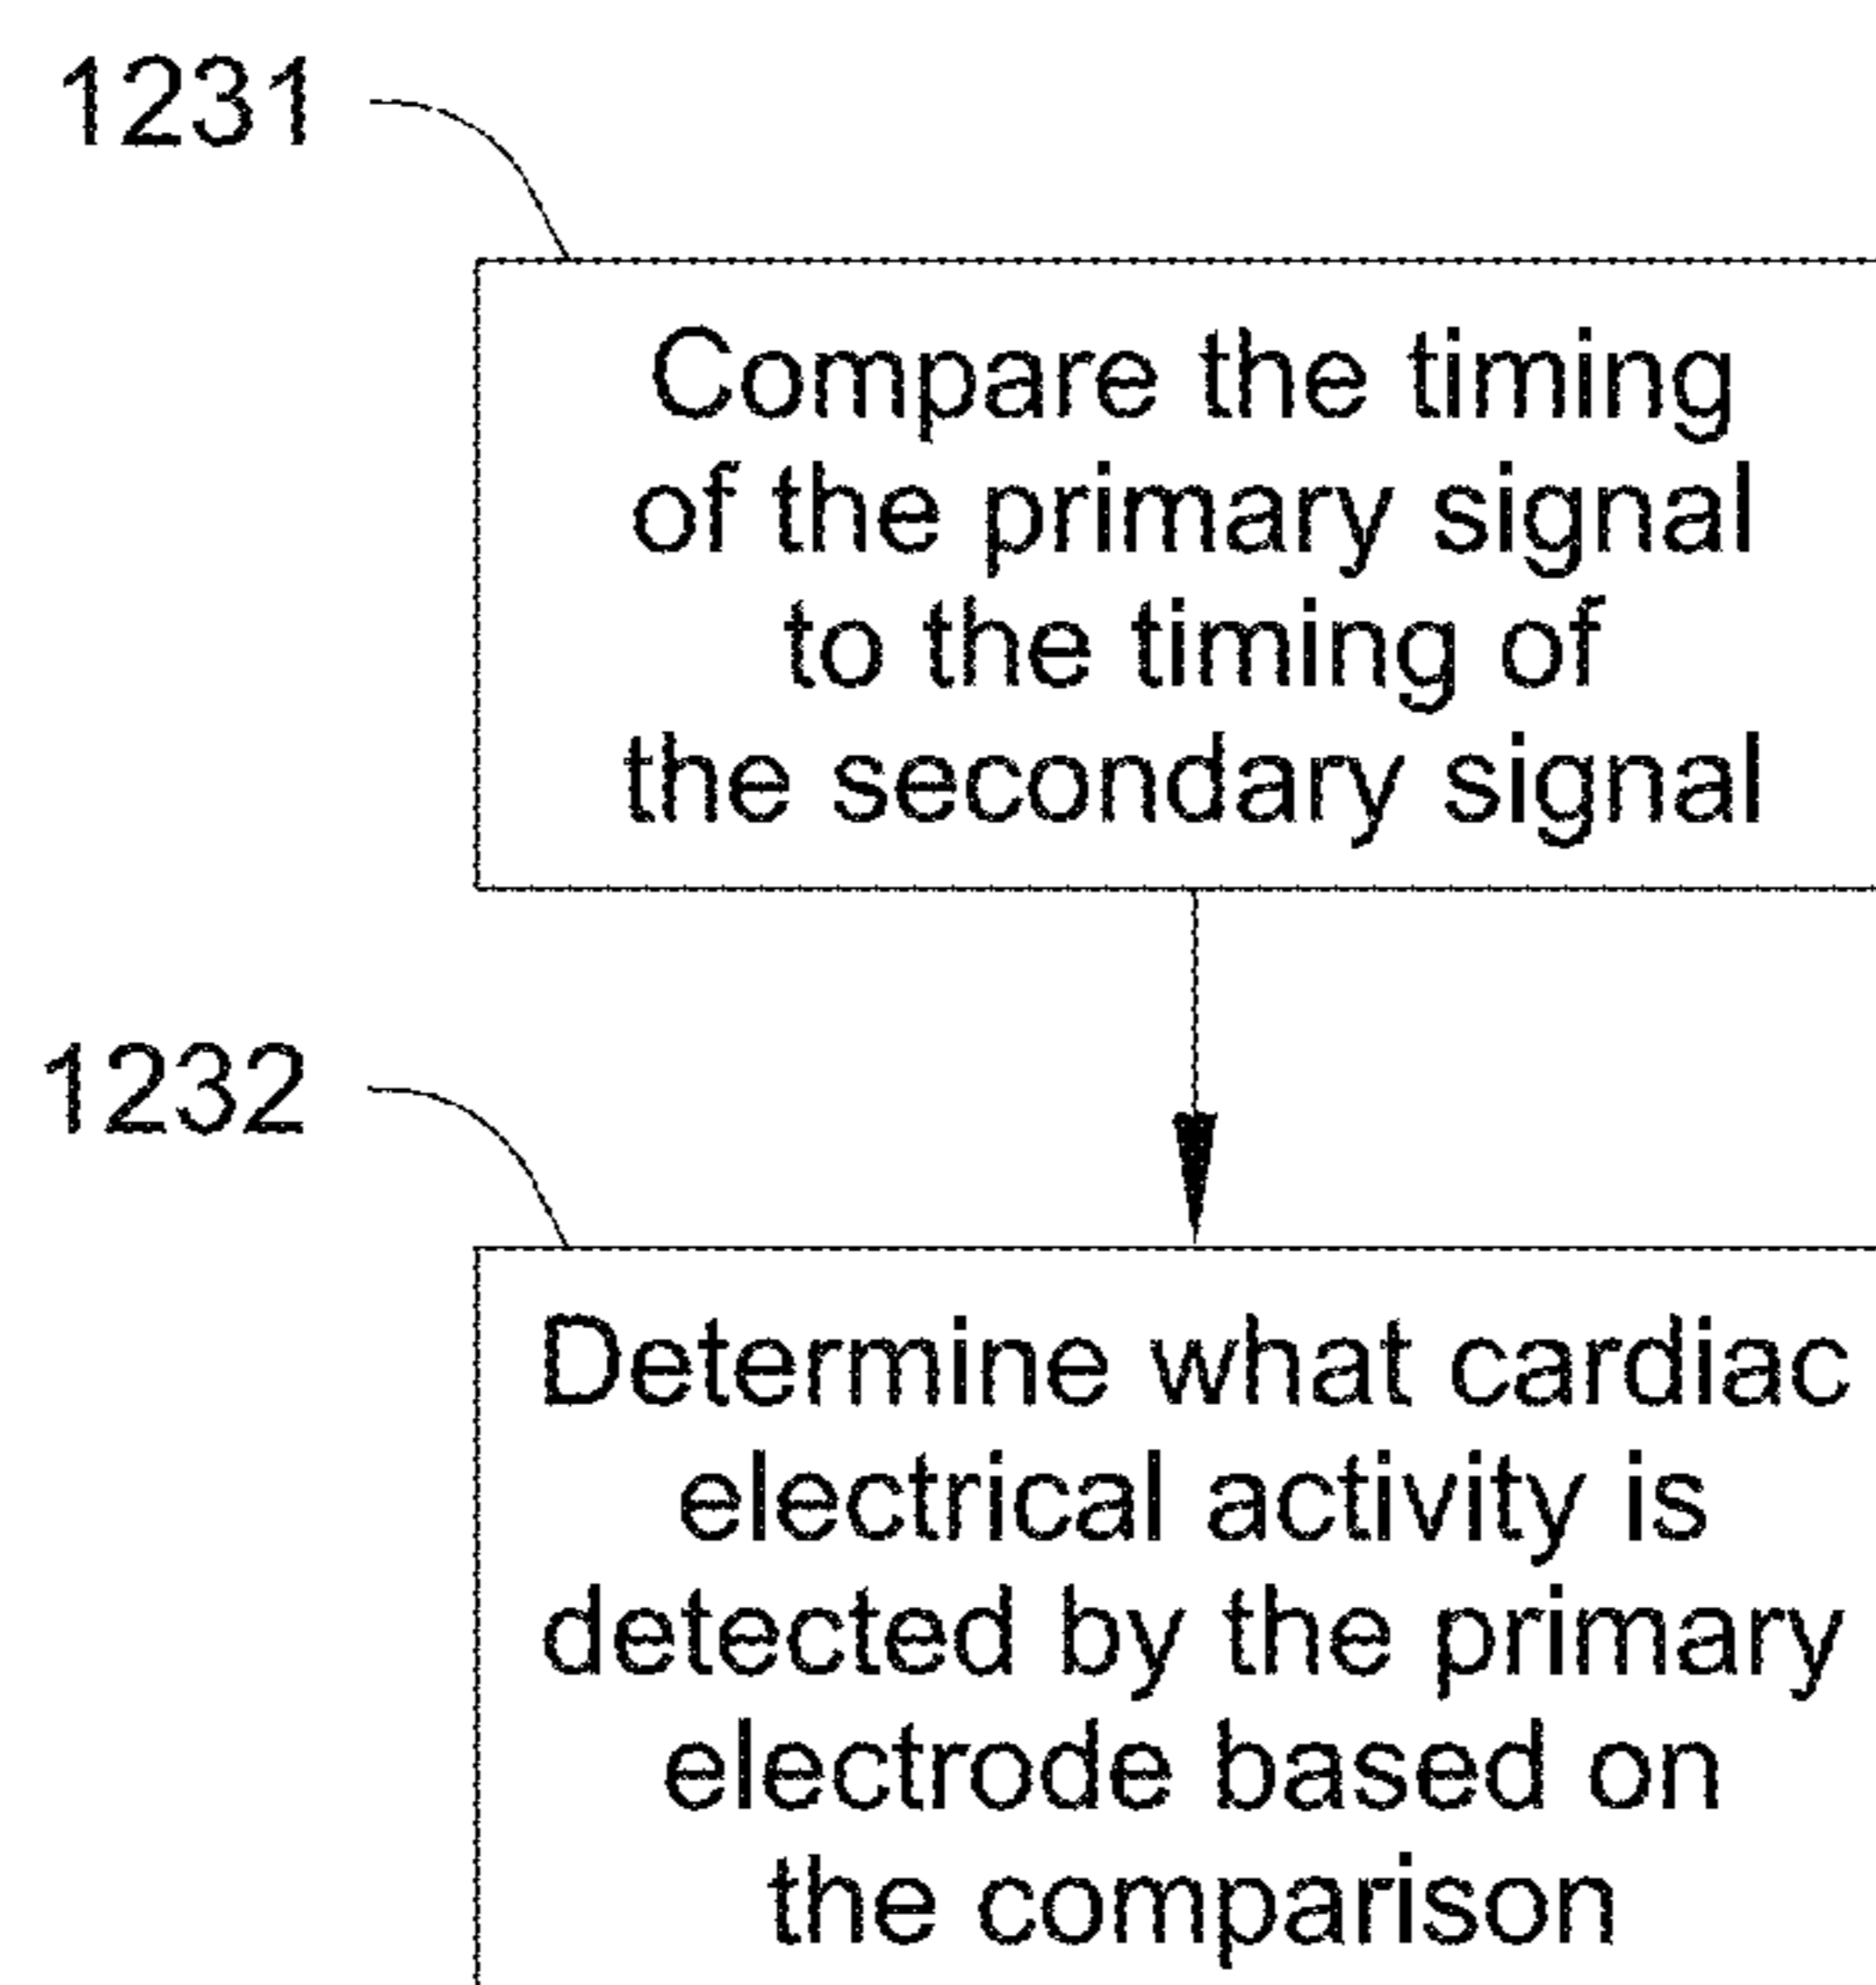 1231
Compare the timing
of the primary signal
to the timing of
the secondary signal
1232
Determine what cardiac
electrical activity is
detected by the primary
electrode based on
the comparison